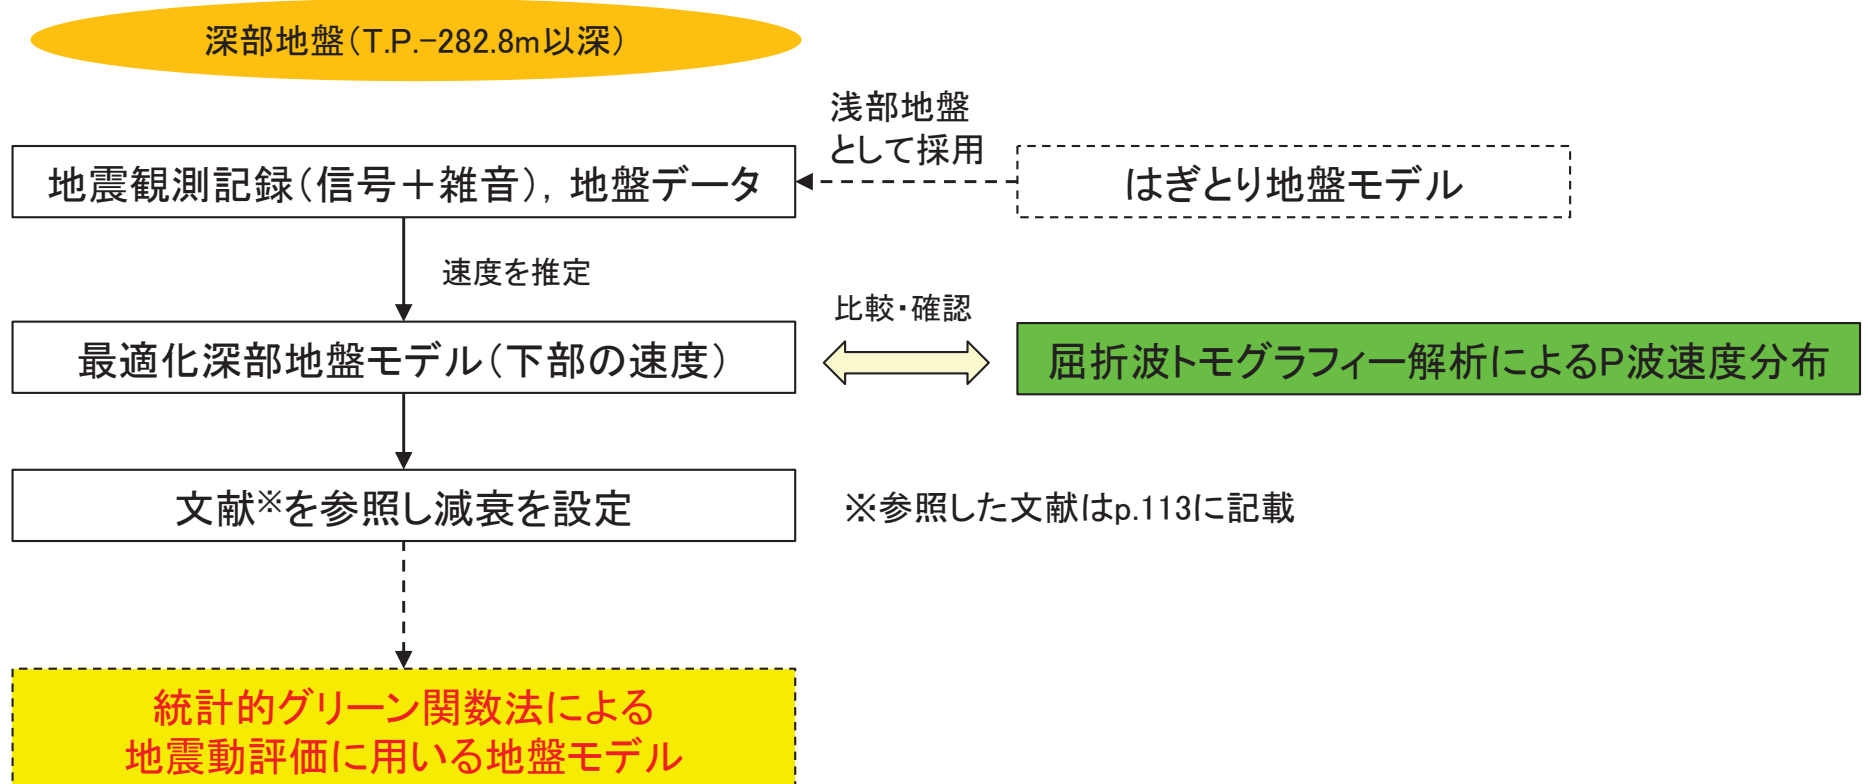 深部地盤(T.P.-282.8m以深)
浅部地盤
として採用
地震観測記録(信号＋雑音), 地盤データ
はぎとり地盤モデル
速度を推定
比較・確認
最適化深部地盤モデル(下部の速度)
屈折波トモグラフィー解析によるP波速度分布
文献※を参照し減衰を設定
※参照した文献はp.113に記載
統計的グリーン関数法による
地震動評価に用いる地盤モデル